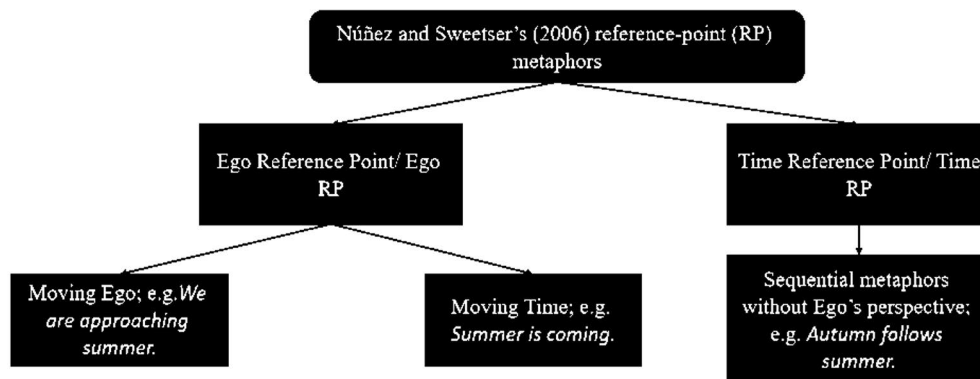 Núñez and Sweetser's (2006) reference-point (RP)
metaphors
Ego Reference Point/ Ego
RP
Time Reference Point/ Time
RP
Moving Ego; e.g.We
are approaching
summer.
Moving Time; e.g.
Summer is coming.
Sequential metaphors
without Ego's perspective;
e.g. Autumn follows
summer.